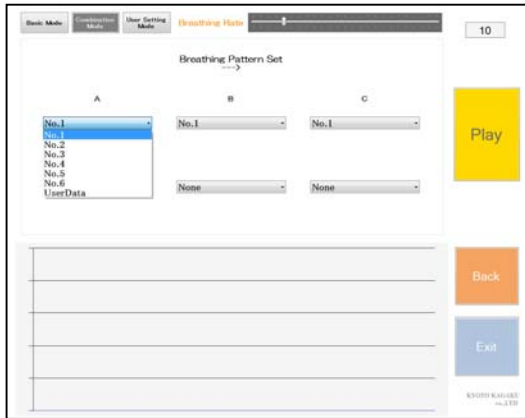 Basic Mode
Combination
Mode
User Setting
Mode
Breathing Rate
10
Breathing Pattern Set
--->
A
B
C
No.1
No.1
No.1
No.1
No.2
No.3
No.4
No.5
No.6
UserData
None
None
Play
Back
Exit
KYOTO KAGAKU
co.,LTD